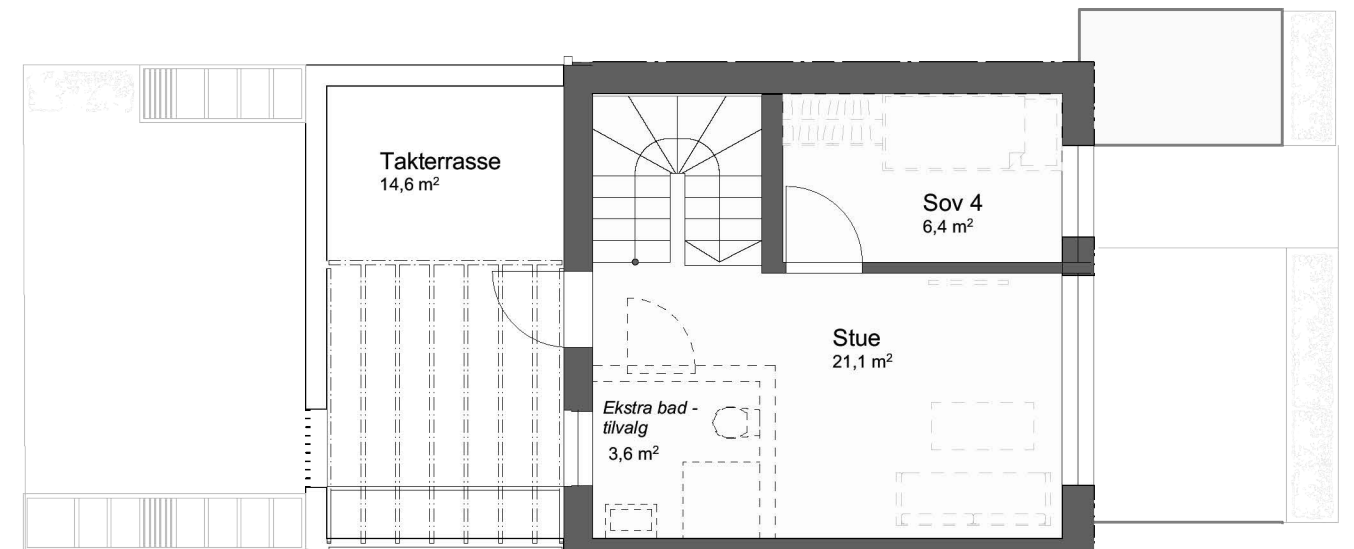 Takterrasse
14,6 m²
Sov 4
6,4 m²
Stue
21,1 m²
Ekstra bad -
tilvalg
3,6 m²